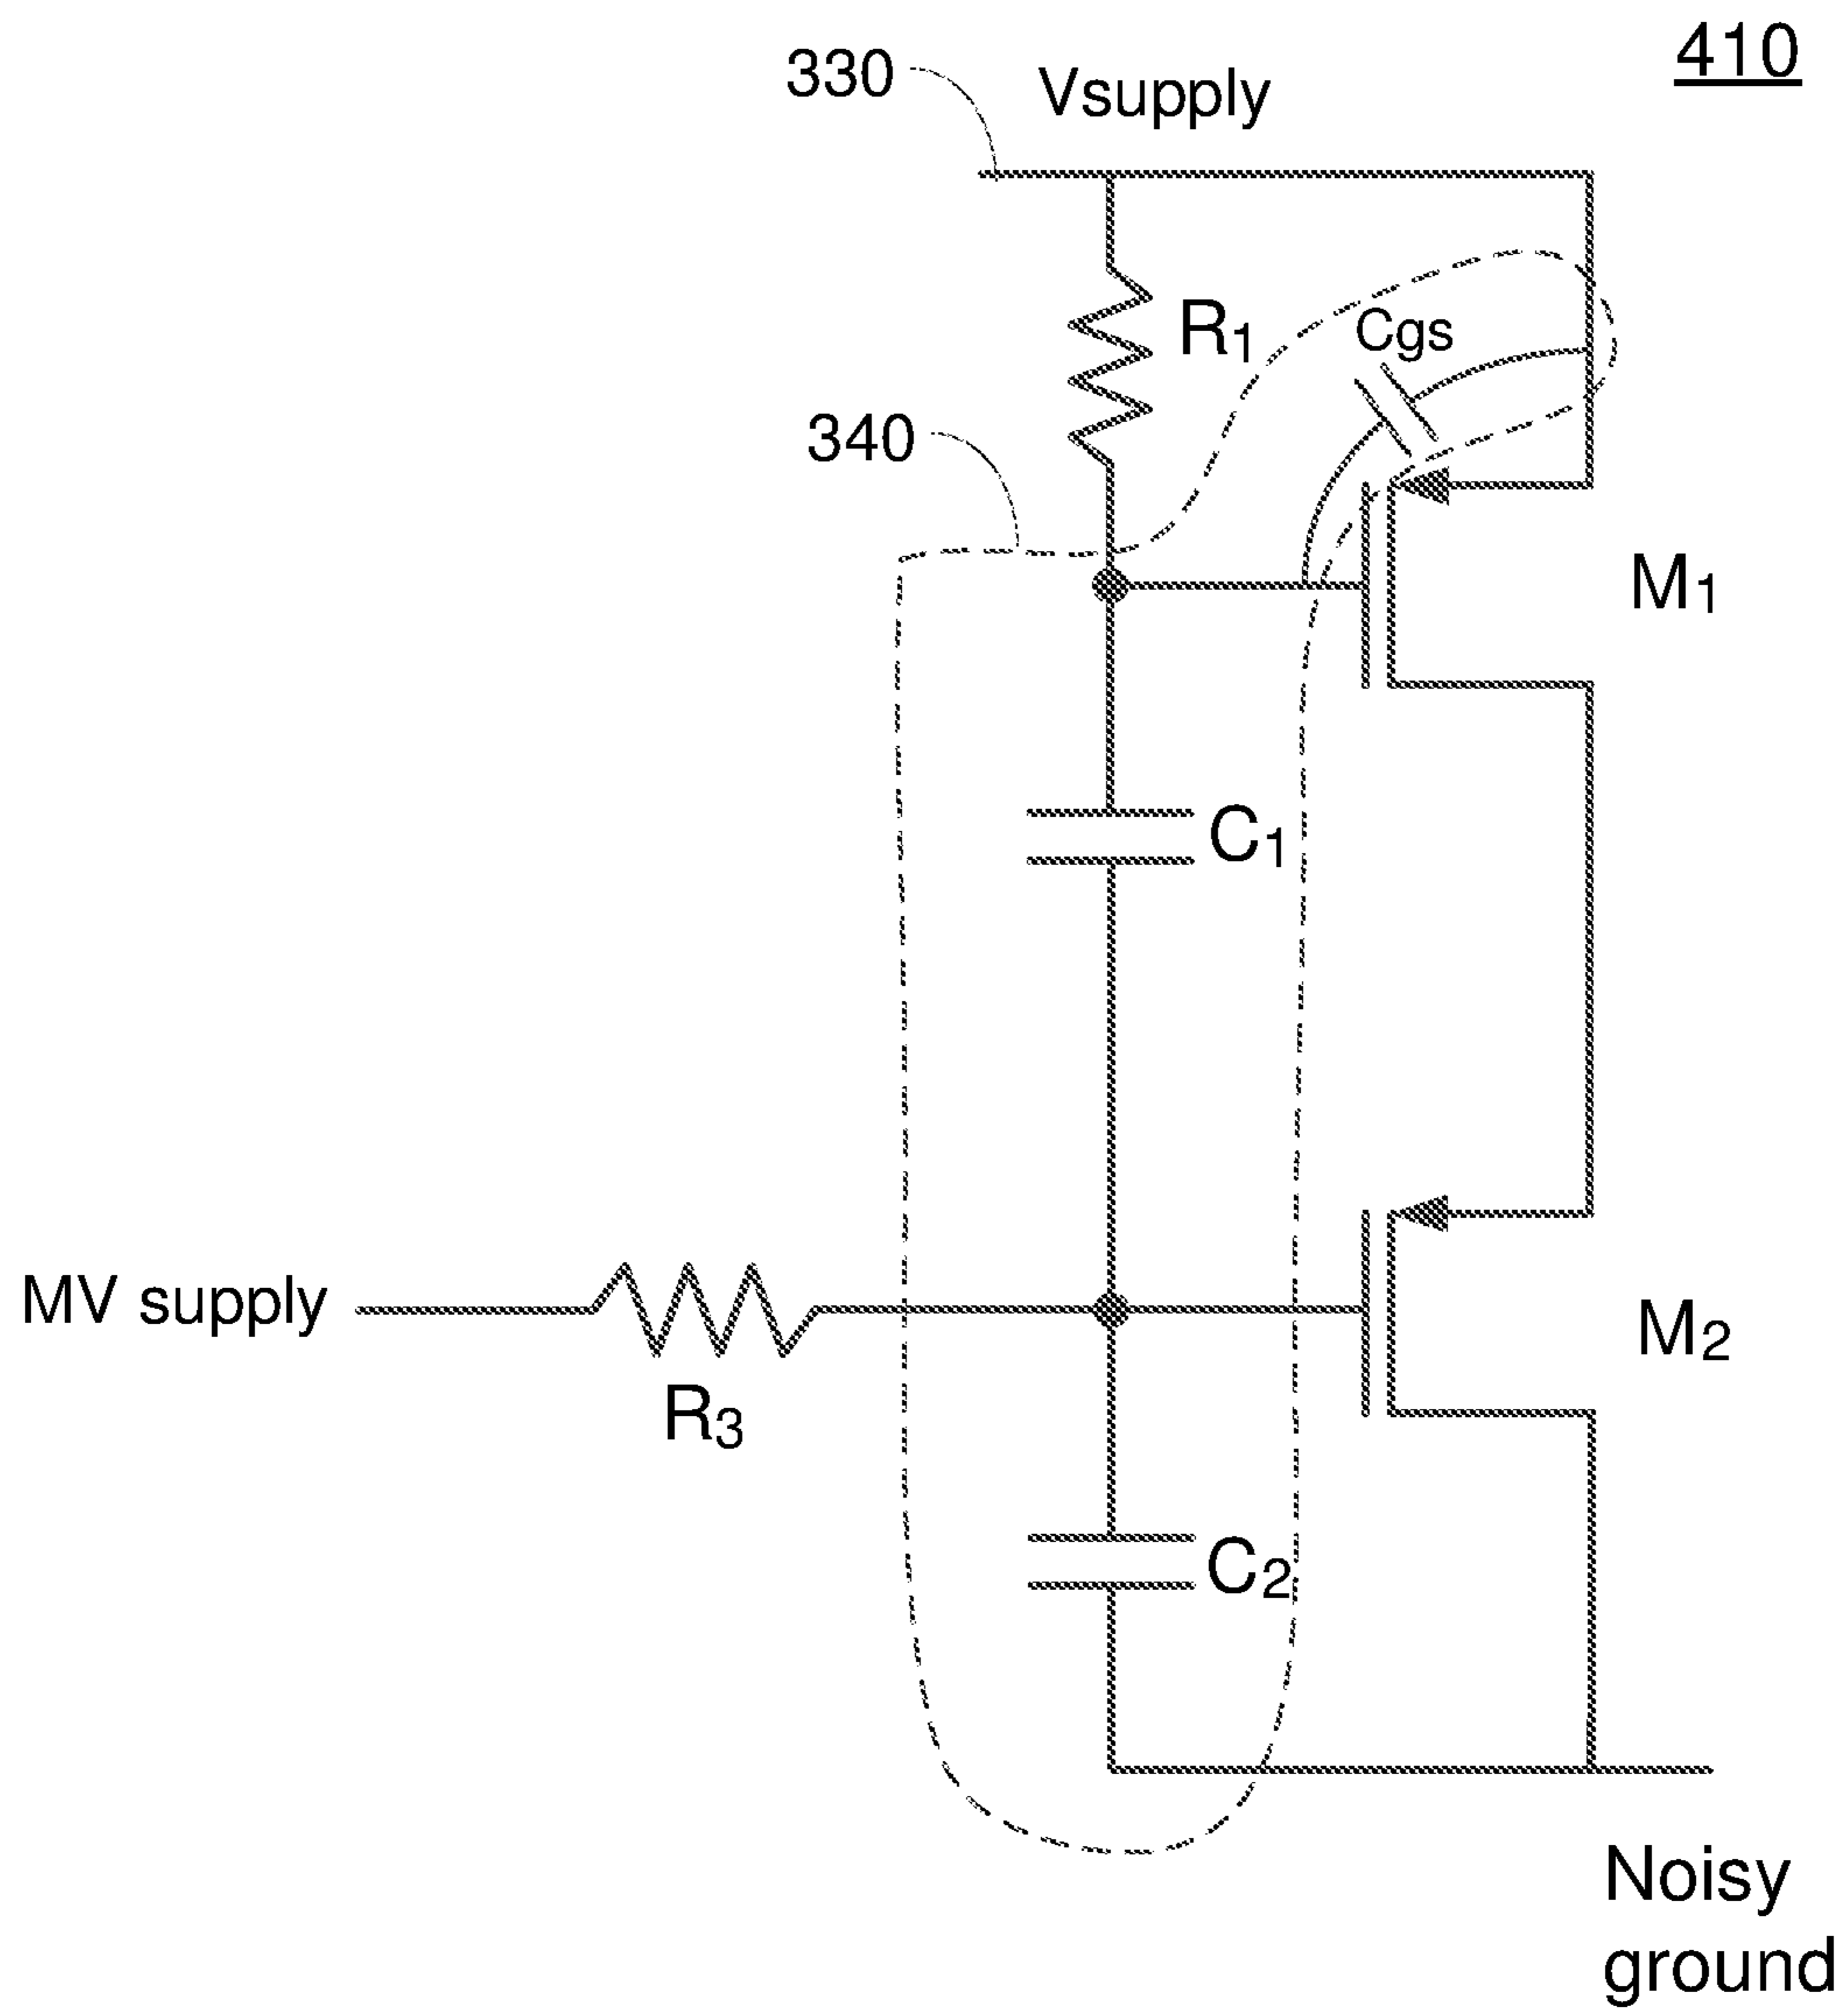 410
330
Vsupply
R1
Cgs
340
M1
C1
MV supply
R3
M2
C2
Noisy
ground